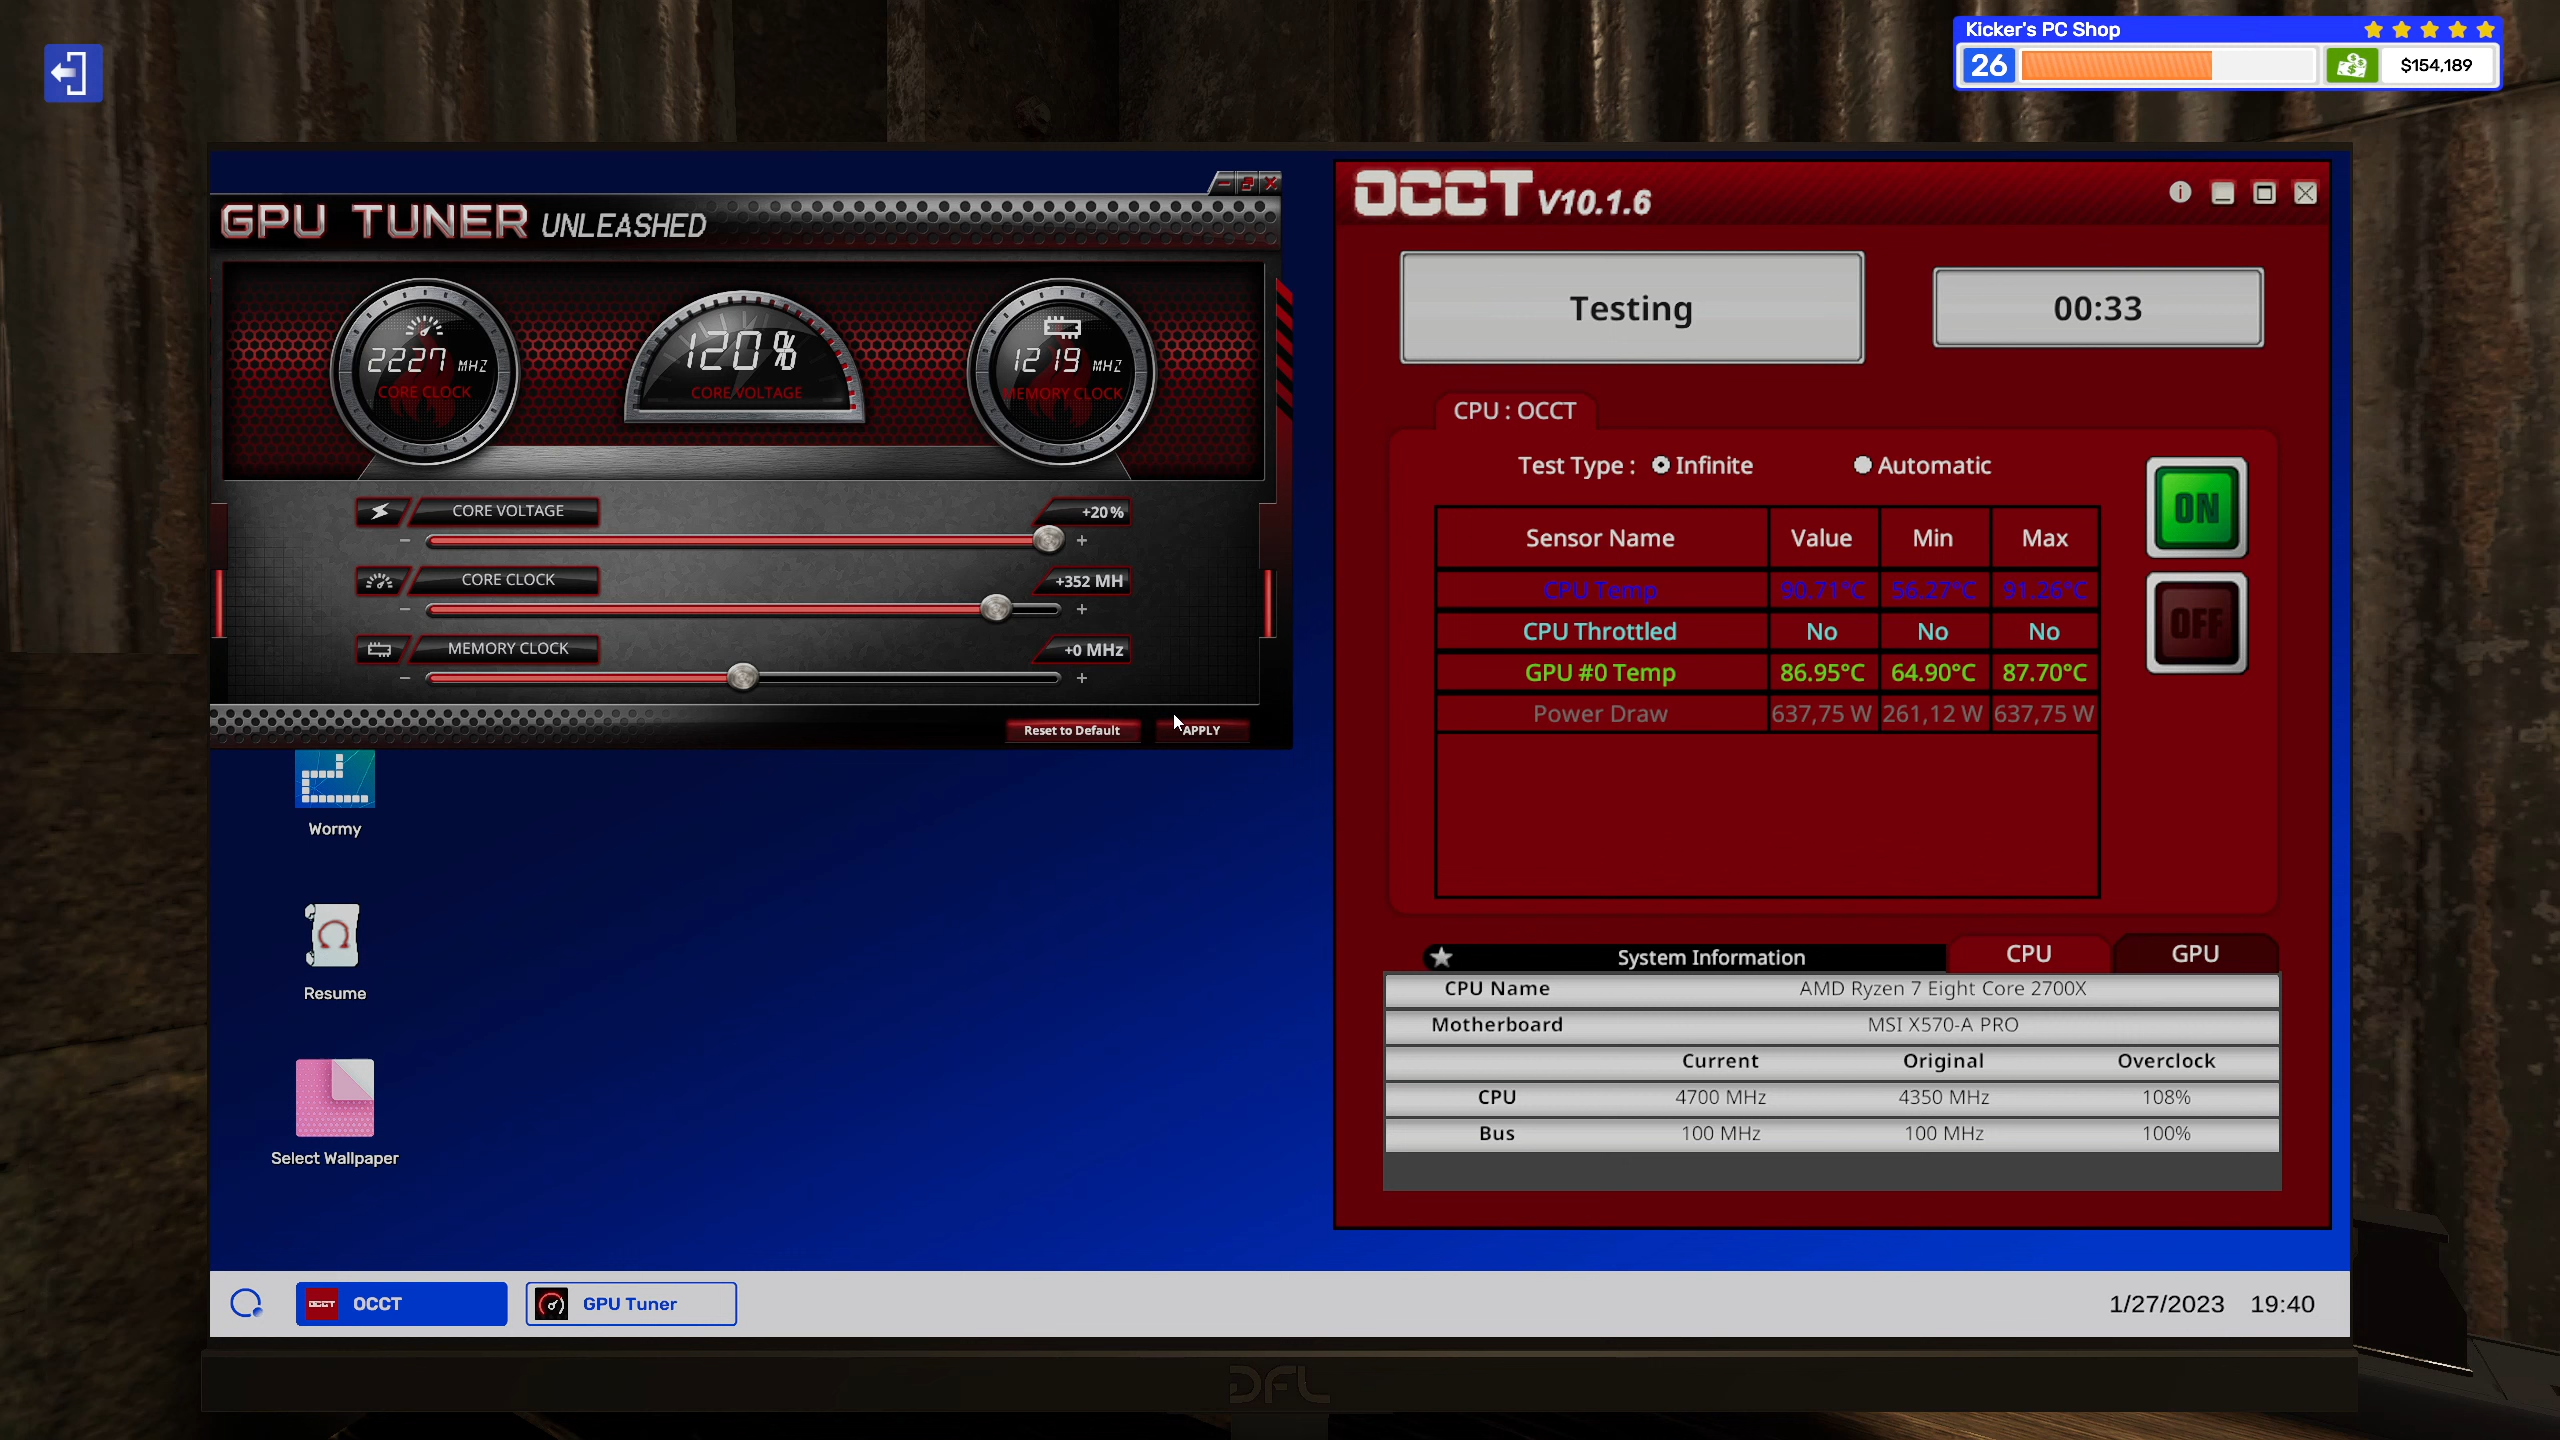 Kicker's PC Shop
26
$154,189
GPU TUNER UNLEASHED
2227 MHZ
CORE CLOCK
120%
CORE VOLTAGE
1219 MHZ
MEMORY CLOCK
CORE VOLTAGE
+20%
CORE CLOCK
+352 MH
MEMORY CLOCK
+0 MHz
Reset to Default
APPLY
OCCT V10.1.6
Testing
00:33
CPU : OCCT
Test Type : Infinite Automatic
ON
OFF
Sensor Name Value Min Max
CPU Temp 90.71°C 56.27°C 91.26°C
CPU Throttled No No No
GPU #0 Temp 86.95°C 64.90°C 87.70°C
Power Draw 637,75 W 261,12 W 637,75 W
System Information CPU GPU
CPU Name AMD Ryzen 7 Eight Core 2700X
Motherboard MSI X570-A PRO
Current Original Overclock
CPU 4700 MHz 4350 MHz 108%
Bus 100 MHz 100 MHz 100%
Wormy
Resume
Select Wallpaper
OCCT OCCT
GPU Tuner
1/27/2023 19:40
DFL